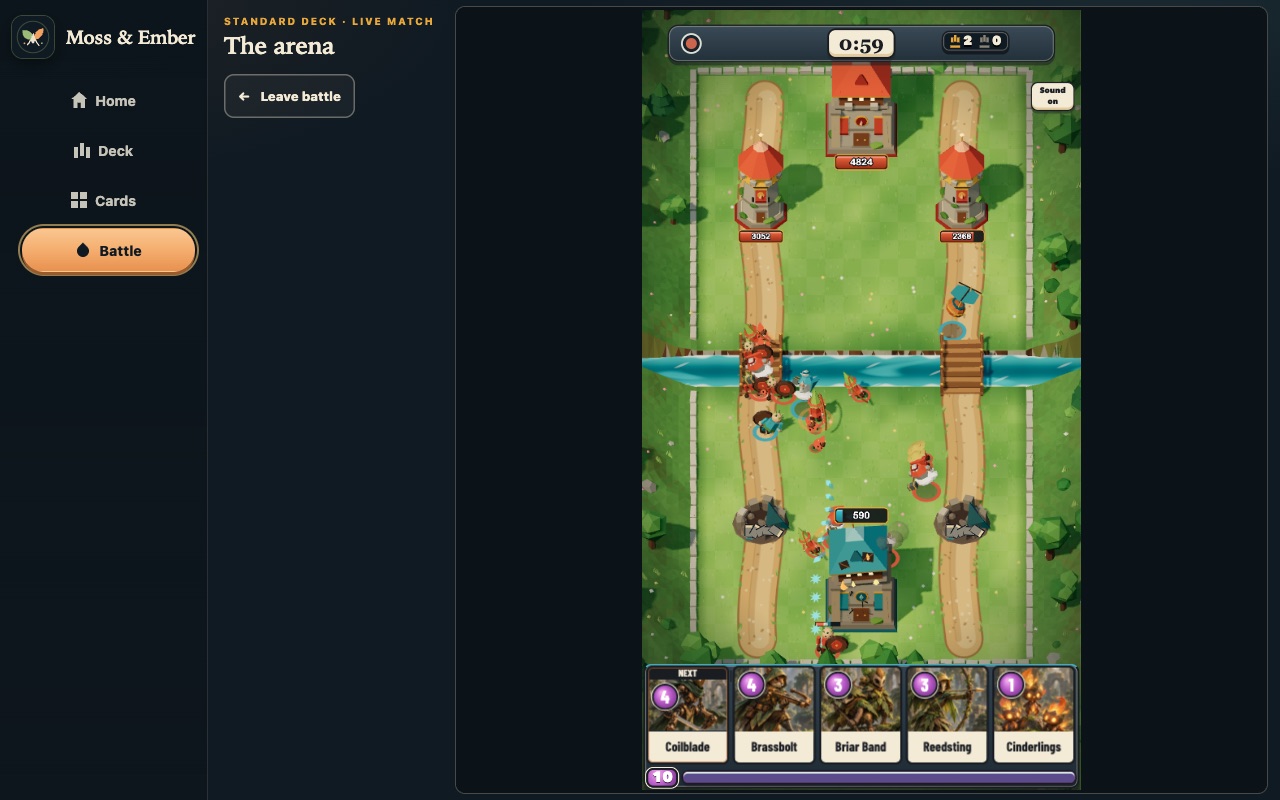 Moss & Ember
Home
Deck
Cards
Battle
STANDARD DECK · LIVE MATCH
The arena
← Leave battle
0:59
2 0
Sound
on
4824
3052
2368
590
NEXT
4
Coilblade
4
Brassbolt
3
Briar Band
3
Reedsting
1
Cinderlings
10